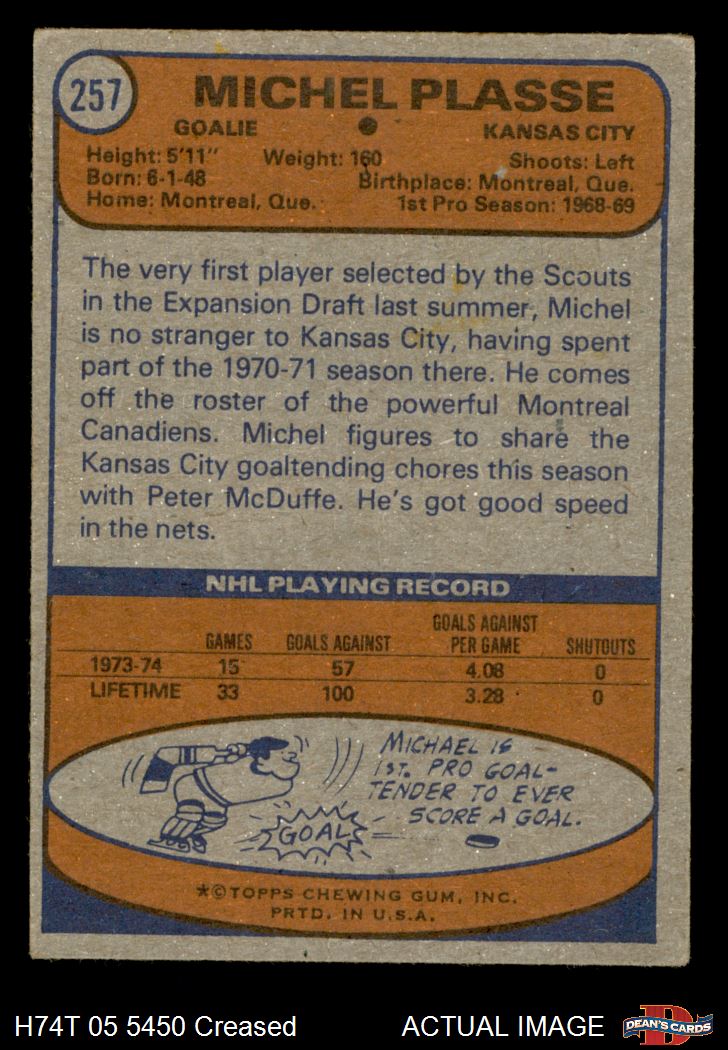 257
MICHEL PLASSE
GOALIE KANSAS CITY
Height: 5'11" Weight: 160 Shoots: Left
Born: 6-1-48 Birthplace: Montreal, Que.
Home: Montreal, Que. 1st Pro Season: 1968-69
The very first player selected by the Scouts
in the Expansion Draft last summer, Michel
is no stranger to Kansas City, having spent
part of the 1970-71 season there. He comes
off the roster of the powerful Montreal
Canadiens. Michel figures to share the
Kansas City goaltending chores this season
with Peter McDuffe. He's got good speed
in the nets.
NHL PLAYING RECORD
GAMES GOALS AGAINST GOALS AGAINST PER GAME SHUTOUTS
1973-74 15 57 4.08 0
LIFETIME 33 100 3.28 0
MICHAEL IS
1ST. PRO GOAL-
TENDER TO EVER
SCORE A GOAL.
GOAL
★©TOPPS CHEWING GUM, INC.
PRTD. IN U.S.A.
H74T 05 5450 Creased ACTUAL IMAGE
D
DEAN'S CARDS